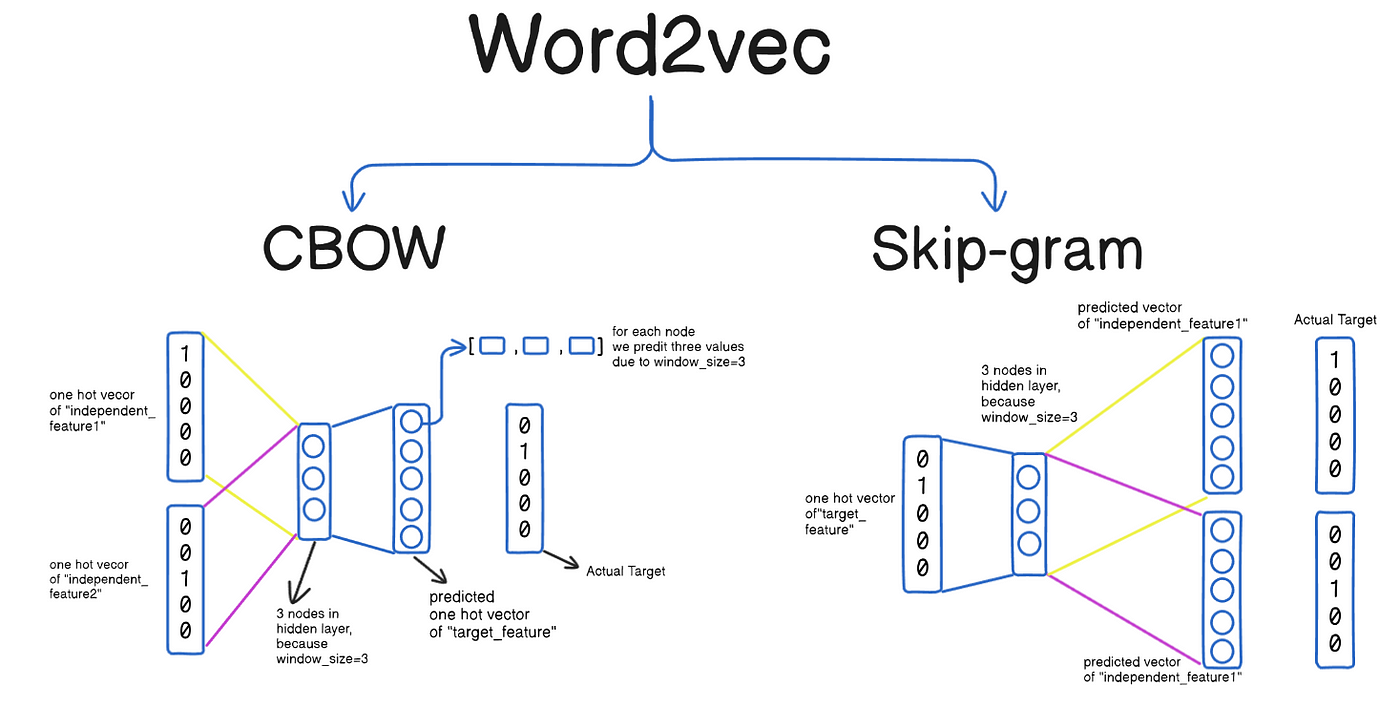 Word2vec
CBOW
Skip-gram
one hot vecor
of "independent_
feature1"
1
0
0
0
0
one hot vecor
of "independent_
feature2"
0
0
1
0
0
3 nodes in
hidden layer,
because
window_size=3
[ , , ]
for each node
we predit three values
due to window_size=3
predicted
one hot vector
of "target_feature"
0
1
0
0
0
Actual Target
one hot vector
of"target_
feature"
0
1
0
0
0
3 nodes in
hidden layer,
because
window_size=3
predicted vector
of "independent_feature1"
predicted vector
of "independent_feature1"
Actual Target
1
0
0
0
0
0
0
1
0
0